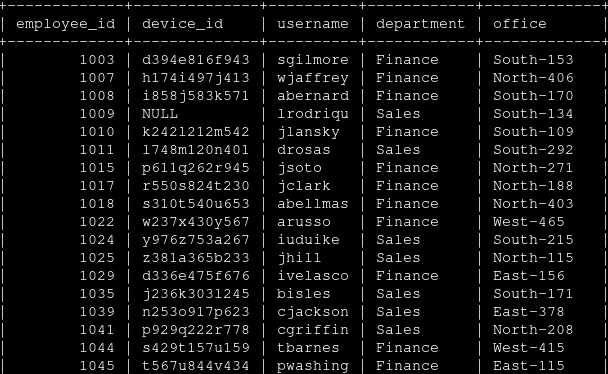 +-------------+--------------+----------+------------+-----------+
| employee_id | device_id | username | department | office
+-------------+--------------+----------+------------+-----------+
| 1003 | d394e816f943 | sgilmore | Finance | South-153
| 1007 | h174i497j413 | wjaffrey | Finance | North-406
| 1008 | i858j583k571 | abernard | Finance | South-170
| 1009 | NULL | lrodriqu | Sales | South-134
| 1010 | k242l212m542 | jlansky | Finance | South-109
| 1011 | l748m120n401 | drosas | Sales | South-292
| 1015 | p611q262r945 | jsoto | Finance | North-271
| 1017 | r550s824t230 | jclark | Finance | North-188
| 1018 | s310t540u653 | abellmas | Finance | North-403
| 1022 | w237x430y567 | arusso | Finance | West-465
| 1024 | y976z753a267 | iuduike | Sales | South-215
| 1025 | z381a365b233 | jhill | Sales | North-115
| 1029 | d336e475f676 | ivelasco | Finance | East-156
| 1035 | j236k303l245 | bisles | Sales | South-171
| 1039 | n253o917p623 | cjackson | Sales | East-378
| 1041 | p929q222r778 | cgriffin | Sales | North-208
| 1044 | s429t157u159 | tbarnes | Finance | West-415
| 1045 | t567u844v434 | pwashing | Finance | East-115